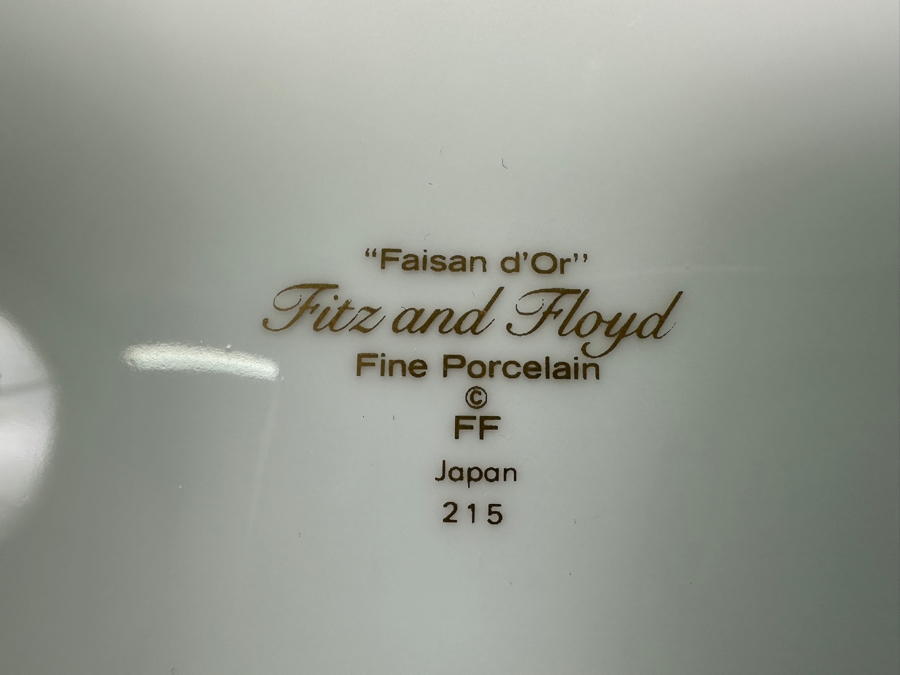 “Faisan d’Or’’
Fitz and Floyd
Fine Porcelain
©
FF
Japan
215